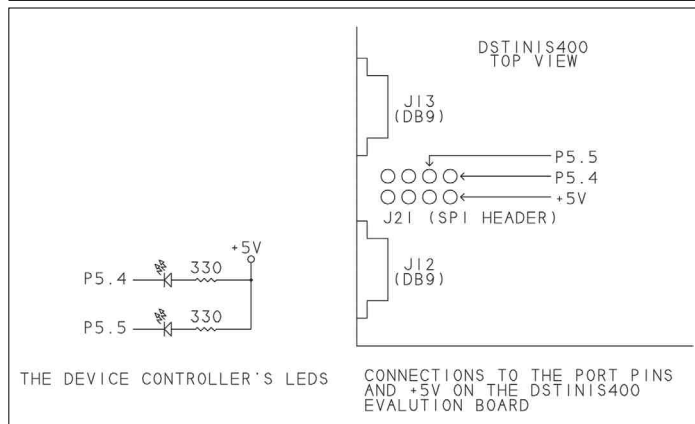 DSTINIS400
TOP VIEW
J13
(DB9)
P5.5
P5.4
+5V
J21 (SPI HEADER)
J12
(DB9)
+5V
P5.4
330
P5.5
330
THE DEVICE CONTROLLER'S LEDS
CONNECTIONS TO THE PORT PINS
AND +5V ON THE DSTINIS400
EVALUTION BOARD